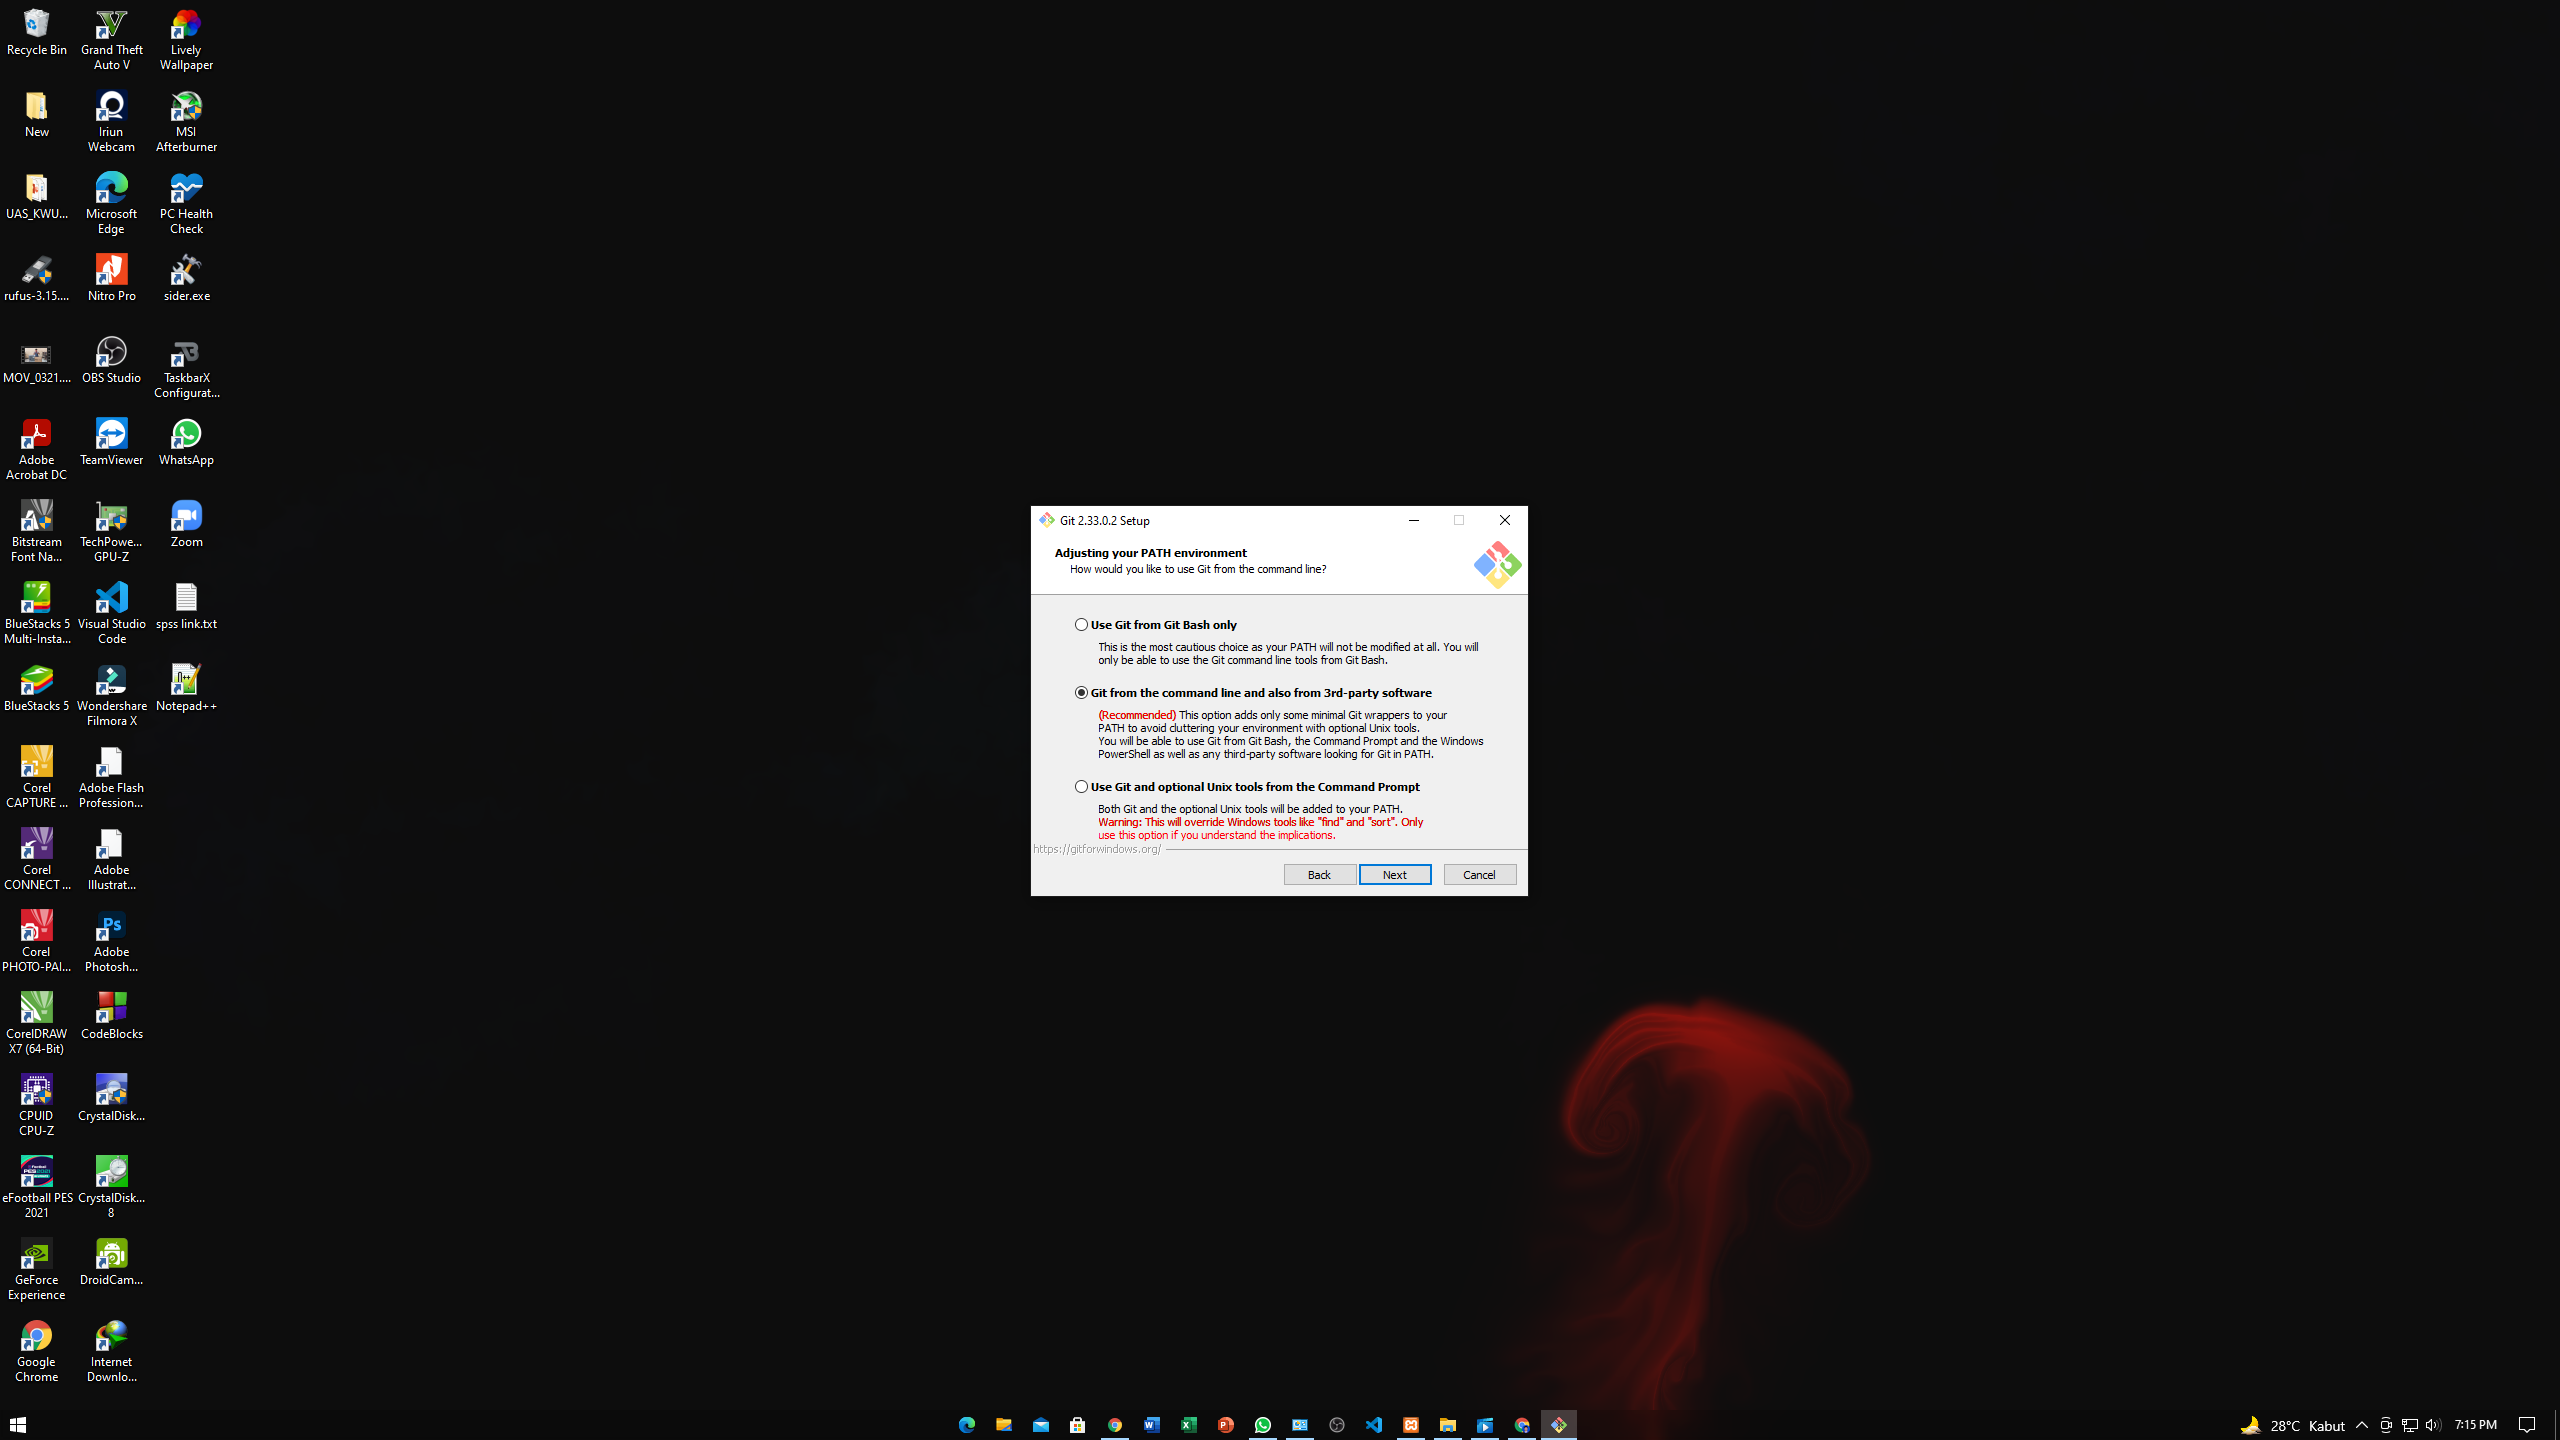 Recycle Bin
Grand Theft
Auto V
Lively
Wallpaper
New
Iriun
Webcam
MSI
Afterburner
UAS_KWU...
Microsoft
Edge
PC Health
Check
rufus-3.15....
Nitro Pro
sider.exe
MOV_0321....
OBS Studio
TaskbarX
Configurat...
Adobe
Acrobat DC
TeamViewer
WhatsApp
Bitstream
Font Na...
TechPowe...
GPU-Z
Zoom
BlueStacks 5
Multi-Insta...
Visual Studio
Code
spss link.txt
BlueStacks 5
Wondershare
Filmora X
Notepad++
Corel
CAPTURE ...
Adobe Flash
Profession...
Corel
CONNECT ...
Adobe
Illustrat...
Corel
PHOTO-PAI...
Adobe
Photosh...
CorelDRAW
X7 (64-Bit)
CodeBlocks
CPUID
CPU-Z
CrystalDisk...
eFootball PES
2021
CrystalDisk...
8
GeForce
Experience
DroidCam...
Google
Chrome
Internet
Downlo...
Git 2.33.0.2 Setup
Adjusting your PATH environment
How would you like to use Git from the command line?
Use Git from Git Bash only
This is the most cautious choice as your PATH will not be modified at all. You will
only be able to use the Git command line tools from Git Bash.
Git from the command line and also from 3rd-party software
(Recommended) This option adds only some minimal Git wrappers to your
PATH to avoid cluttering your environment with optional Unix tools.
You will be able to use Git from Git Bash, the Command Prompt and the Windows
PowerShell as well as any third-party software looking for Git in PATH.
Use Git and optional Unix tools from the Command Prompt
Both Git and the optional Unix tools will be added to your PATH.
Warning: This will override Windows tools like "find" and "sort". Only
use this option if you understand the implications.
https://gitforwindows.org/
Back
Next
Cancel
28°C Kabut
7:15 PM